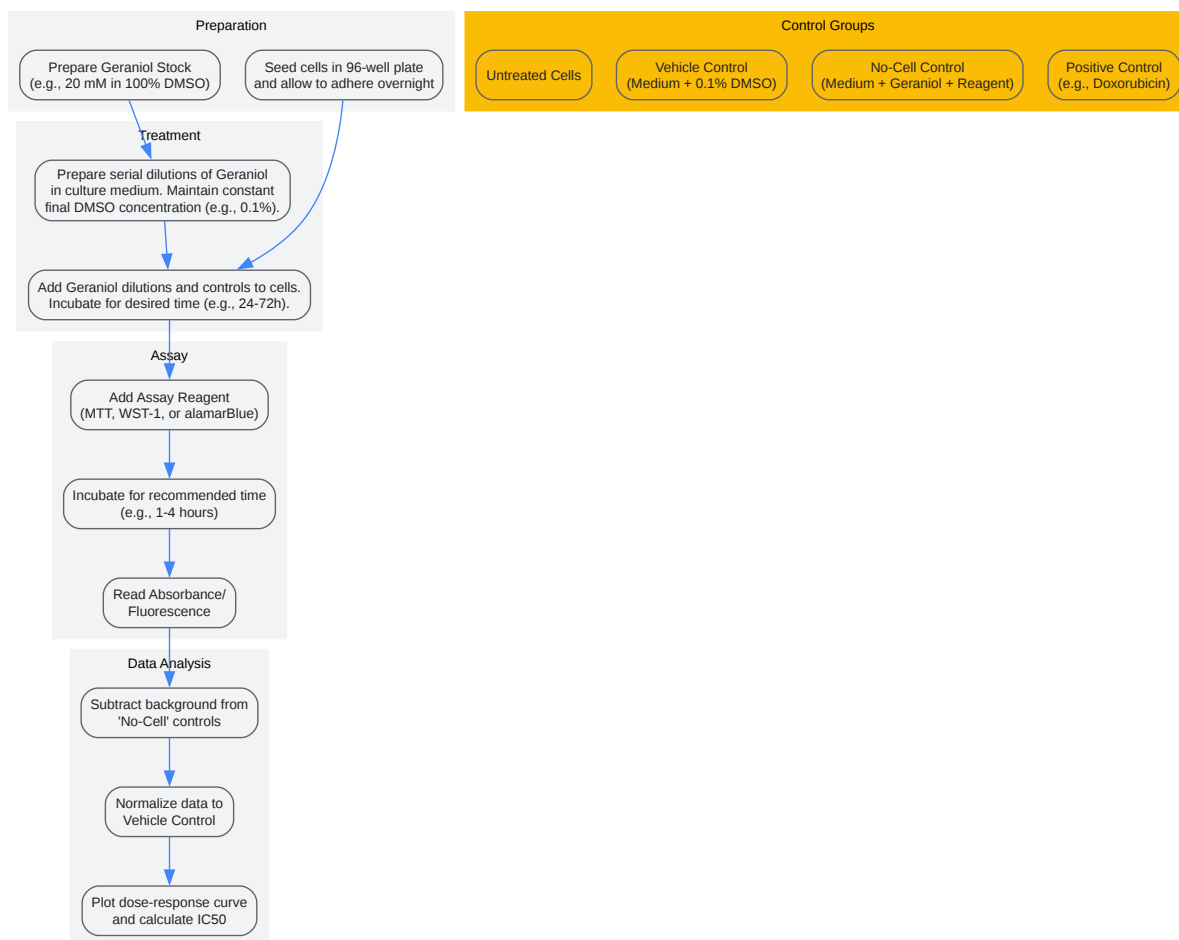 Preparation
Prepare Geraniol Stock
(e.g., 20 mM in 100% DMSO)
Seed cells in 96-well plate
and allow to adhere overnight
Control Groups
Untreated Cells
Vehicle Control
(Medium + 0.1% DMSO)
No-Cell Control
(Medium + Geraniol + Reagent)
Positive Control
(e.g., Doxorubicin)
Treatment
Prepare serial dilutions of Geraniol
in culture medium. Maintain constant
final DMSO concentration (e.g., 0.1%).
Add Geraniol dilutions and controls to cells.
Incubate for desired time (e.g., 24-72h).
Assay
Add Assay Reagent
(MTT, WST-1, or alamarBlue)
Incubate for recommended time
(e.g., 1-4 hours)
Read Absorbance/
Fluorescence
Data Analysis
Subtract background from
'No-Cell' controls
Normalize data to
Vehicle Control
Plot dose-response curve
and calculate IC50